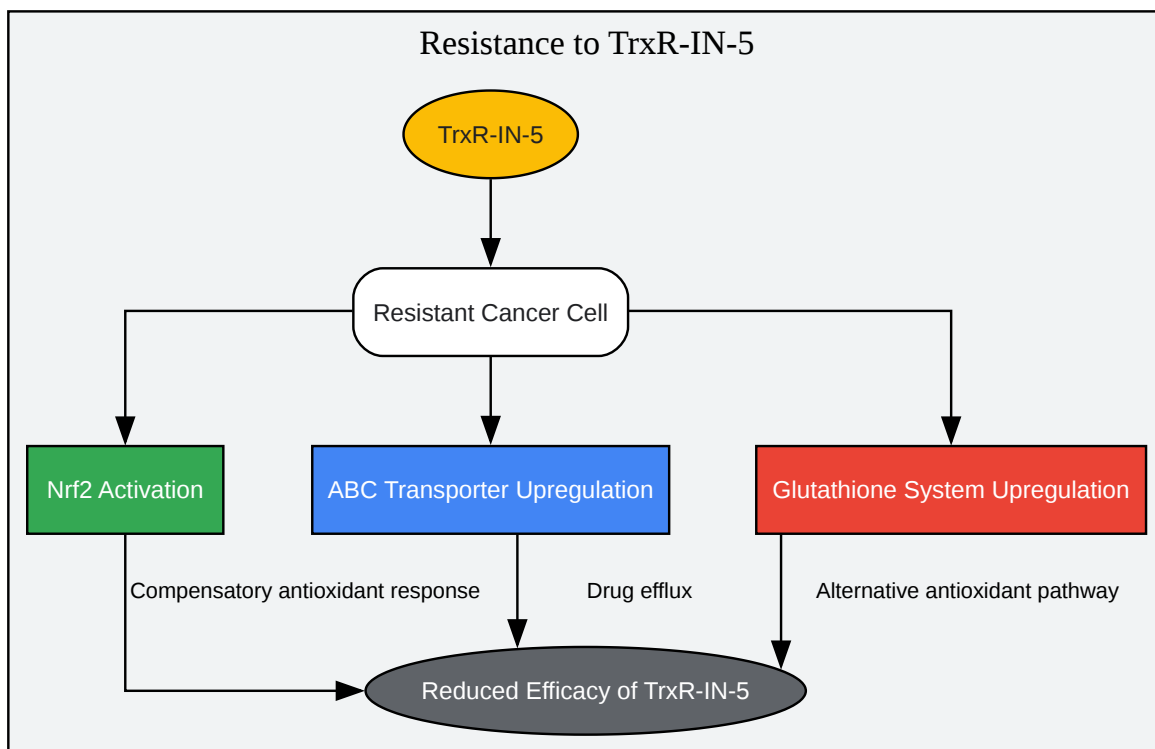 Resistance to TrxR-IN-5
TrxR-IN-5
Resistant Cancer Cell
Nrf2 Activation
ABC Transporter Upregulation
Glutathione System Upregulation
Compensatory antioxidant response
Drug efflux
Alternative antioxidant pathway
Reduced Efficacy of TrxR-IN-5